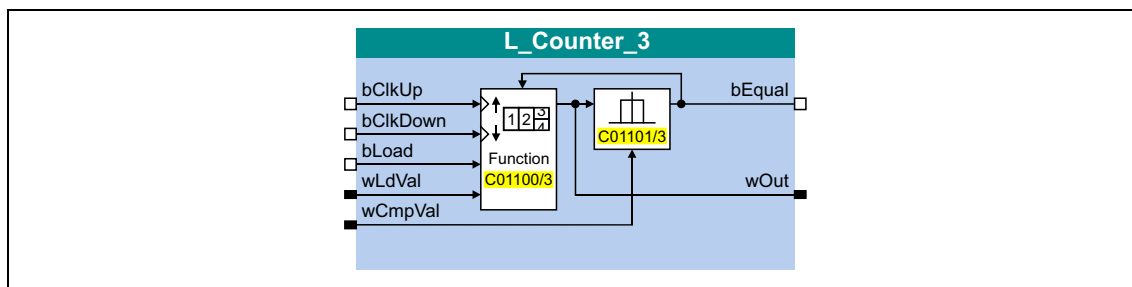 L_Counter_3
bClkUp
bClkDown
bLoad
wLdVal
wCmpVal
1 2 3
4
Function
C01100/3
C01101/3
bEqual
wOut